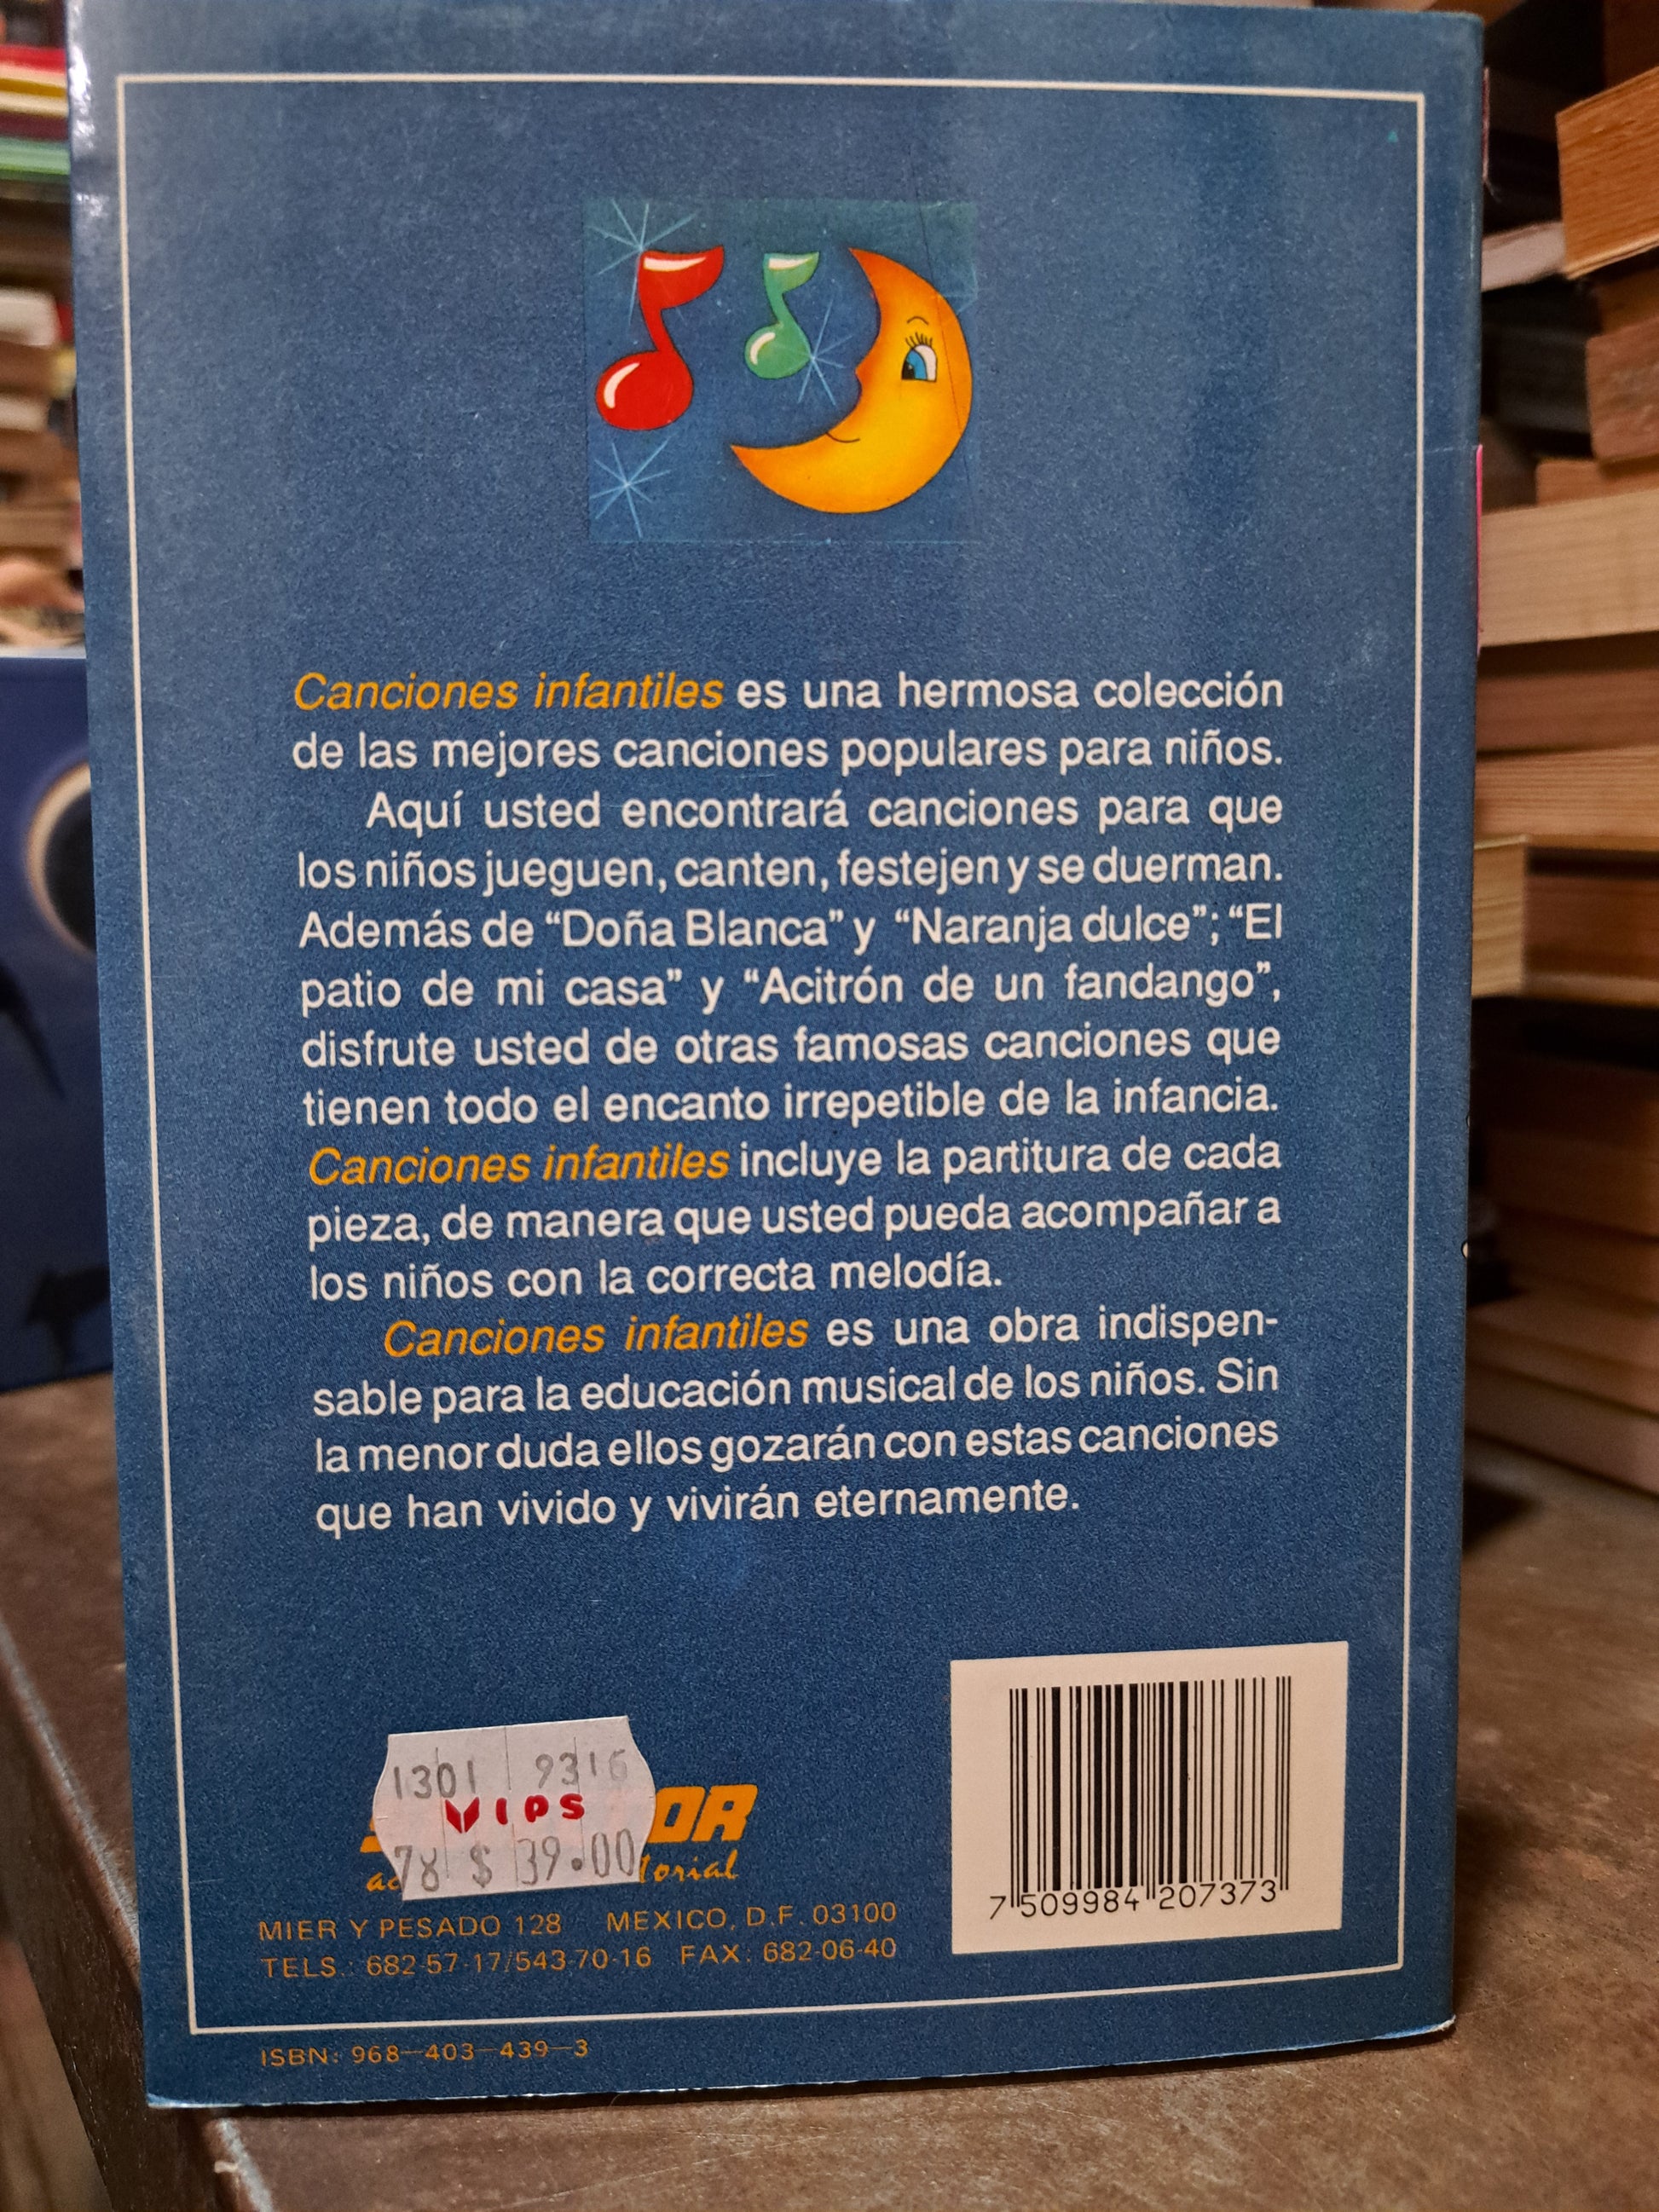 Canciones infantiles es una hermosa colección
de las mejores canciones populares para niños.
Aquí usted encontrará canciones para que
los niños jueguen, canten, festejen y se duerman.
Además de “Doña Blanca” y “Naranja dulce”; “El
patio de mi casa” y “Acitrón de un fandango”,
disfrute usted de otras famosas canciones que
tienen todo el encanto irrepetible de la infancia.
Canciones infantiles incluye la partitura de cada
pieza, de manera que usted pueda acompañar a
los niños con la correcta melodía.
Canciones infantiles es una obra indispen-
sable para la educación musical de los niños. Sin
la menor duda ellos gozarán con estas canciones
que han vivido y vivirán eternamente.
1301 9316
VIPS
78 $ 39.00
MIER Y PESADO 128 MEXICO, D.F. 03100
TELS.: 682-57-17/543-70-16 FAX: 682-06-40
7 509984 207373
ISBN: 968—403—439—3